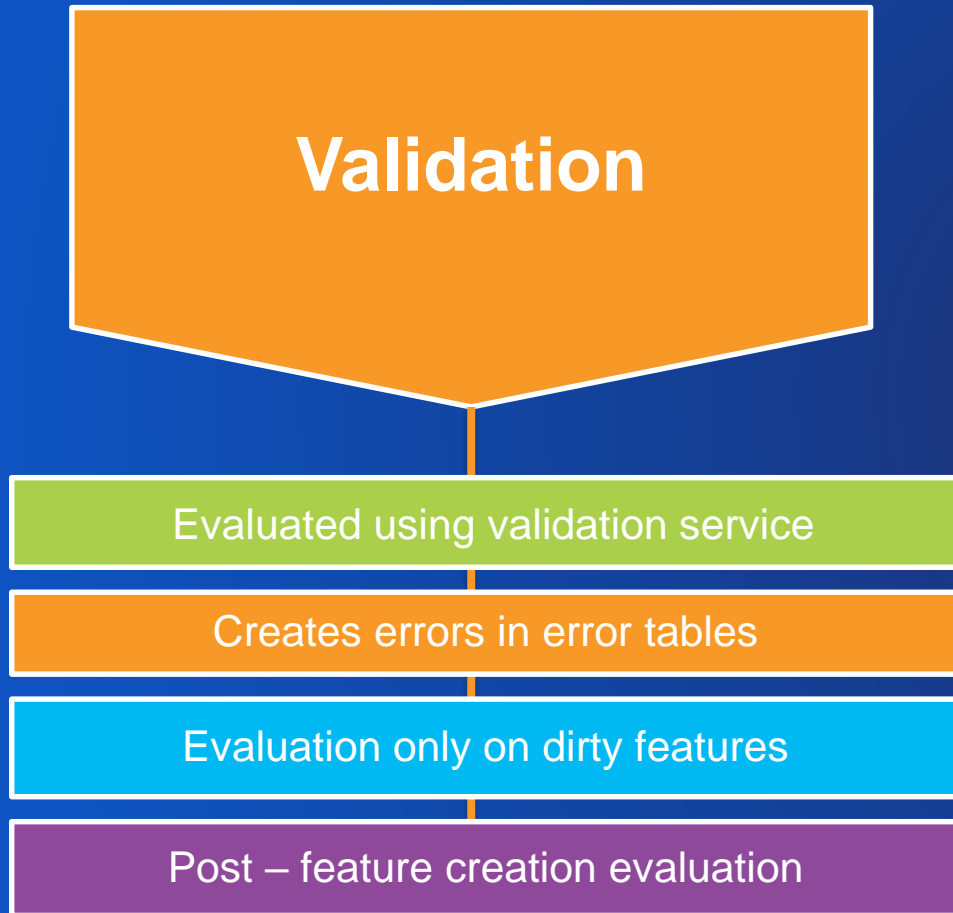 Validation
Evaluated using validation service
Creates errors in error tables
Evaluation only on dirty features
Post – feature creation evaluation